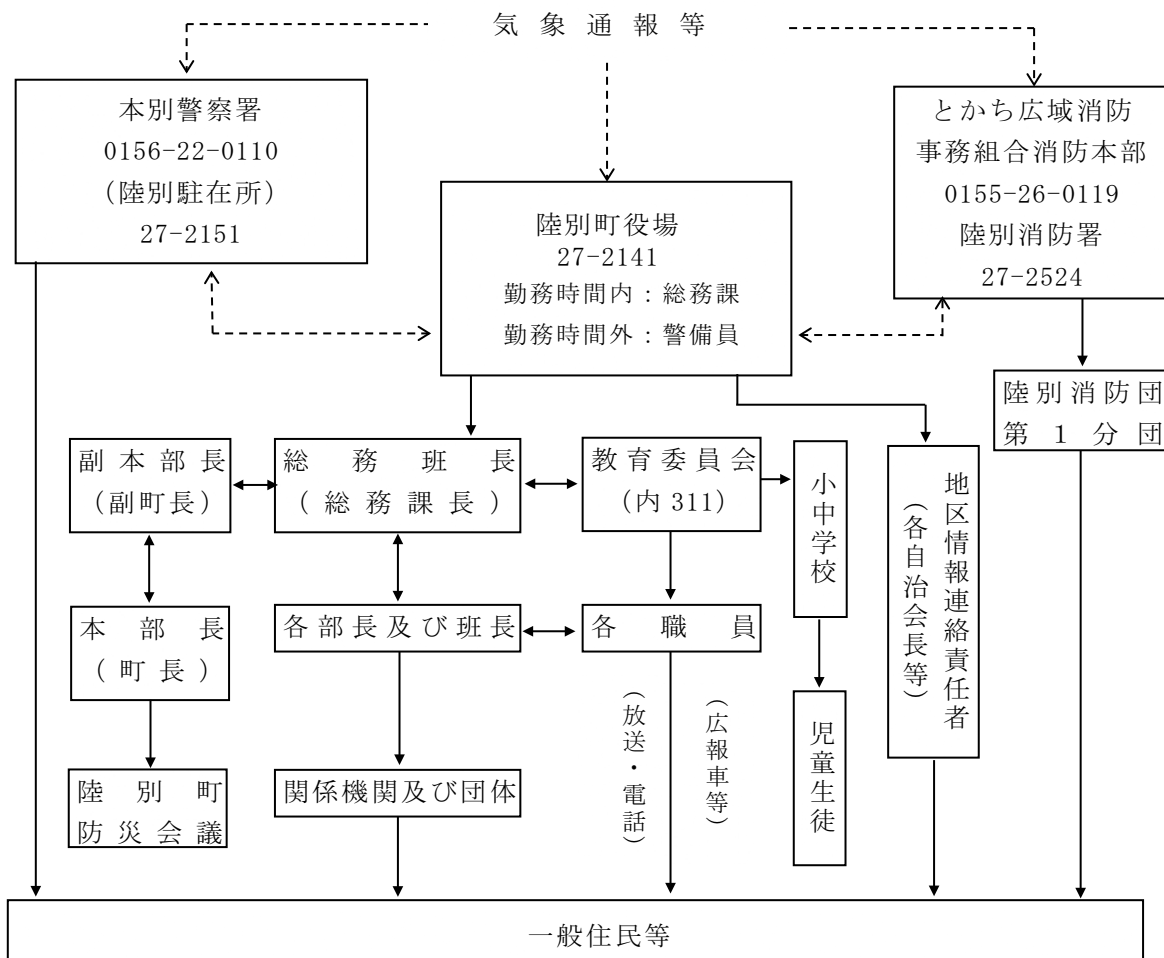 気象通報等
本別警察署
0156-22-0110
(陸別駐在所)
27-2151
とかち広域消防
事務組合消防本部
0155-26-0119
陸別消防署
27-2524
陸別町役場
27-2141
勤務時間内：総務課
勤務時間外：警備員
陸別消防団
第1分団
副本部長
(副町長)
総務班長
(総務課長)
教育委員会
(内311)
小中学校
地区情報連絡責任者
(各自治会長等)
本部長
(町長)
各部長及び班長
各職員
(広報車等)
(放送・電話)
児童生徒
陸別町
防災会議
関係機関及び団体
一般住民等